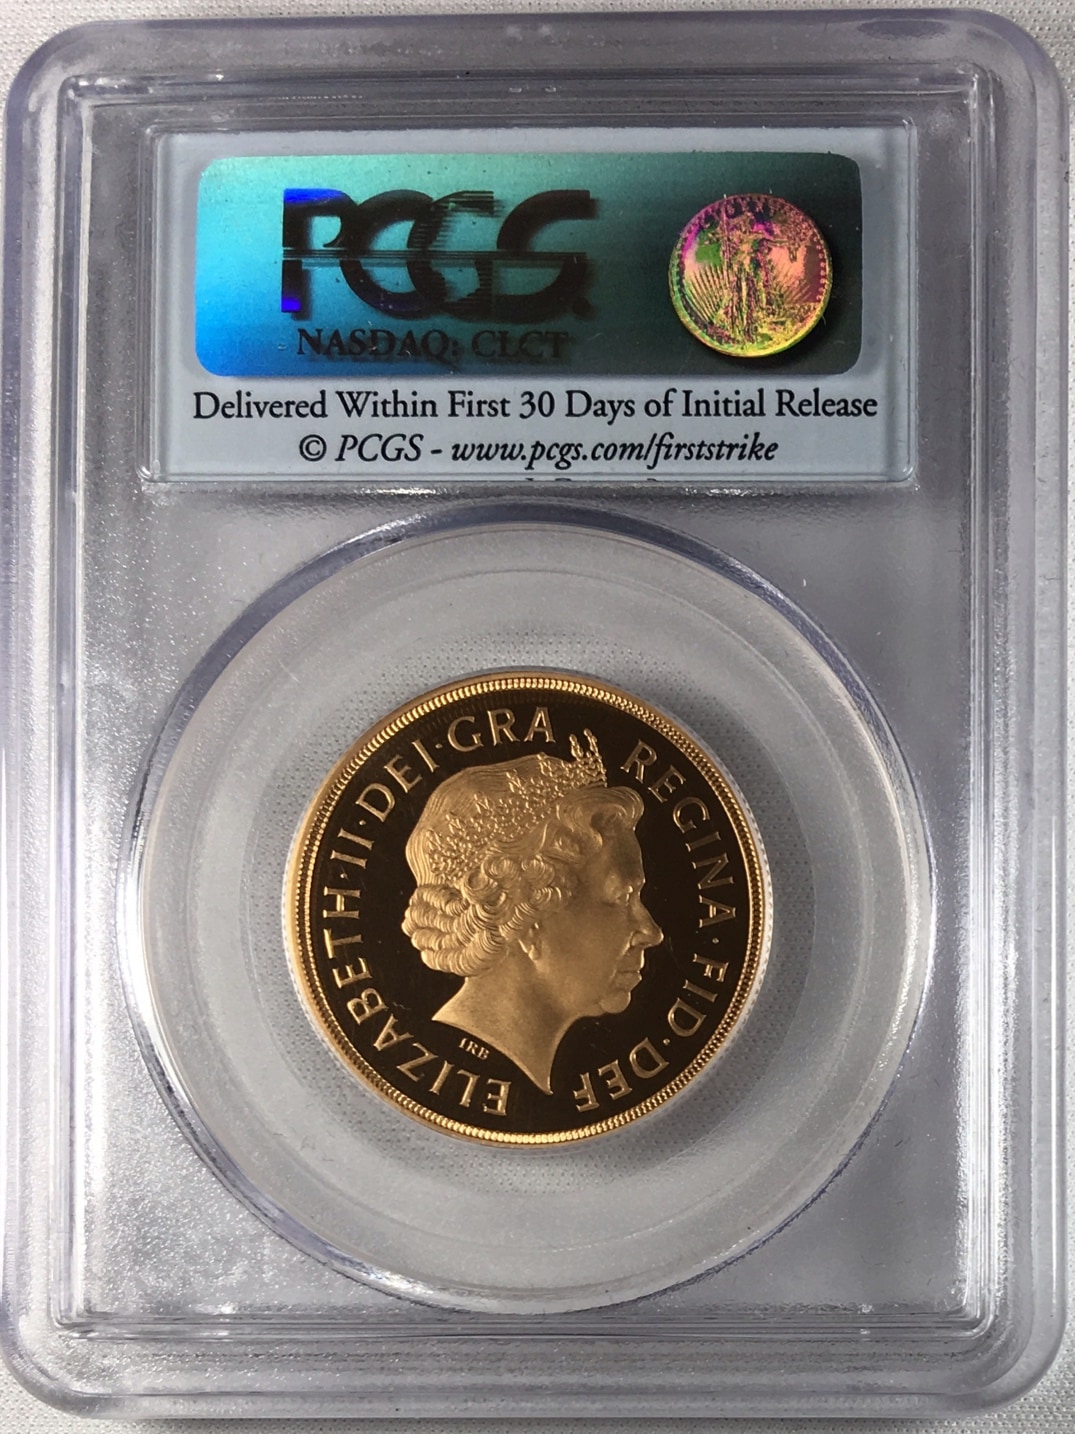 PCGS
NASDAQ: CLCT
Delivered Within First 30 Days of Initial Release
© PCGS - www.pcgs.com/firststrike
ELIZABETH·II·DEI·GRA REGINA·FID·DEF
IRB